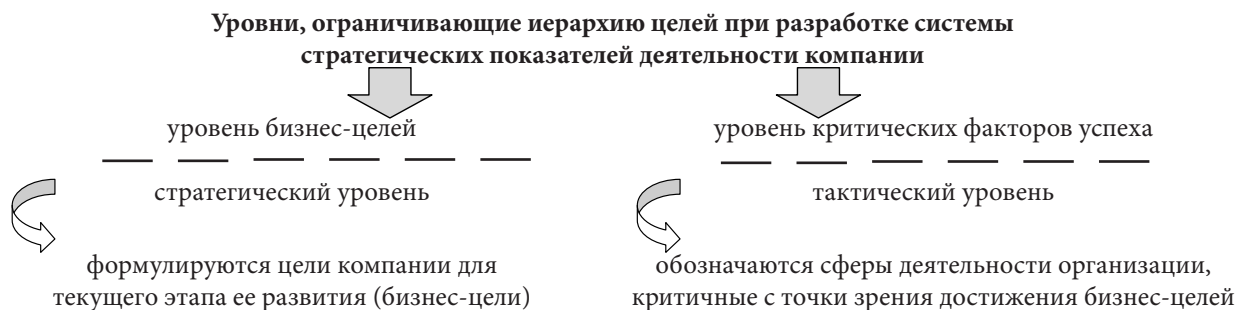 Уровни, ограничивающие иерархию целей при разработке системы
стратегических показателей деятельности компании
уровень бизнес-целей
стратегический уровень
формулируются цели компании для
текущего этапа ее развития (бизнес-цели)
уровень критических факторов успеха
тактический уровень
обозначаются сферы деятельности организации,
критичные с точки зрения достижения бизнес-целей